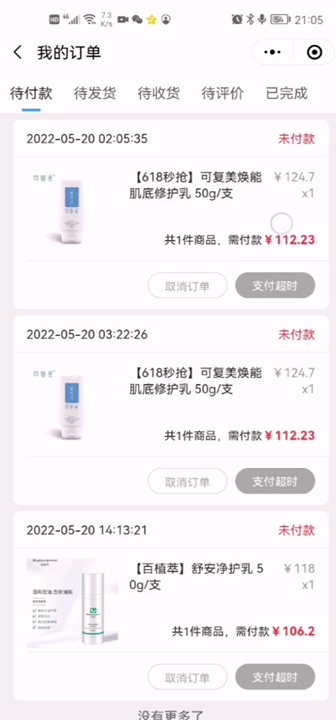 HD 4G 7.3 K/s 54 21:05
我的订单
待付款 待发货 待收货 待评价 已完成
2022-05-20 02:05:35 未付款
【618秒抢】可复美焕能 ￥124.7
肌底修护乳 50g/支 x1
共1件商品，需付款￥112.23
取消订单 支付超时
2022-05-20 03:22:26 未付款
【618秒抢】可复美焕能 ￥124.7
肌底修护乳 50g/支 x1
共1件商品，需付款￥112.23
取消订单 支付超时
2022-05-20 14:13:21 未付款
【百植萃】舒安净护乳 5 ￥118
0g/支 x1
共1件商品，需付款￥106.2
取消订单 支付超时
没有更多了